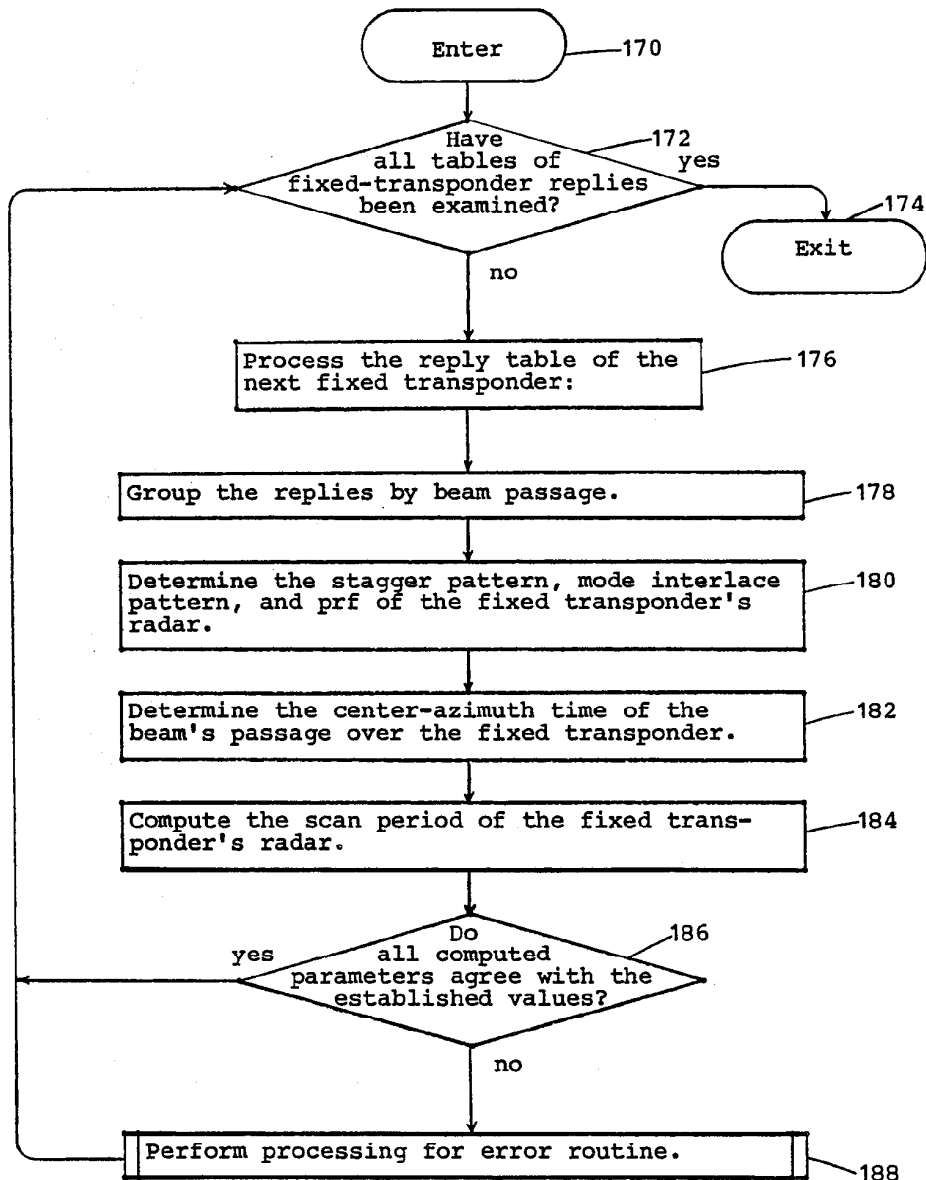 Enter
170
Have
all tables of
fixed-transponder replies
been examined?
172
yes
174
Exit
no
Process the reply table of the
next fixed transponder:
176
Group the replies by beam passage.
178
Determine the stagger pattern, mode interlace
pattern, and prf of the fixed transponder's
radar.
180
Determine the center-azimuth time of the
beam's passage over the fixed transponder.
182
Compute the scan period of the fixed trans-
ponder's radar.
184
yes
Do
all computed
parameters agree with the
established values?
186
no
Perform processing for error routine.
188